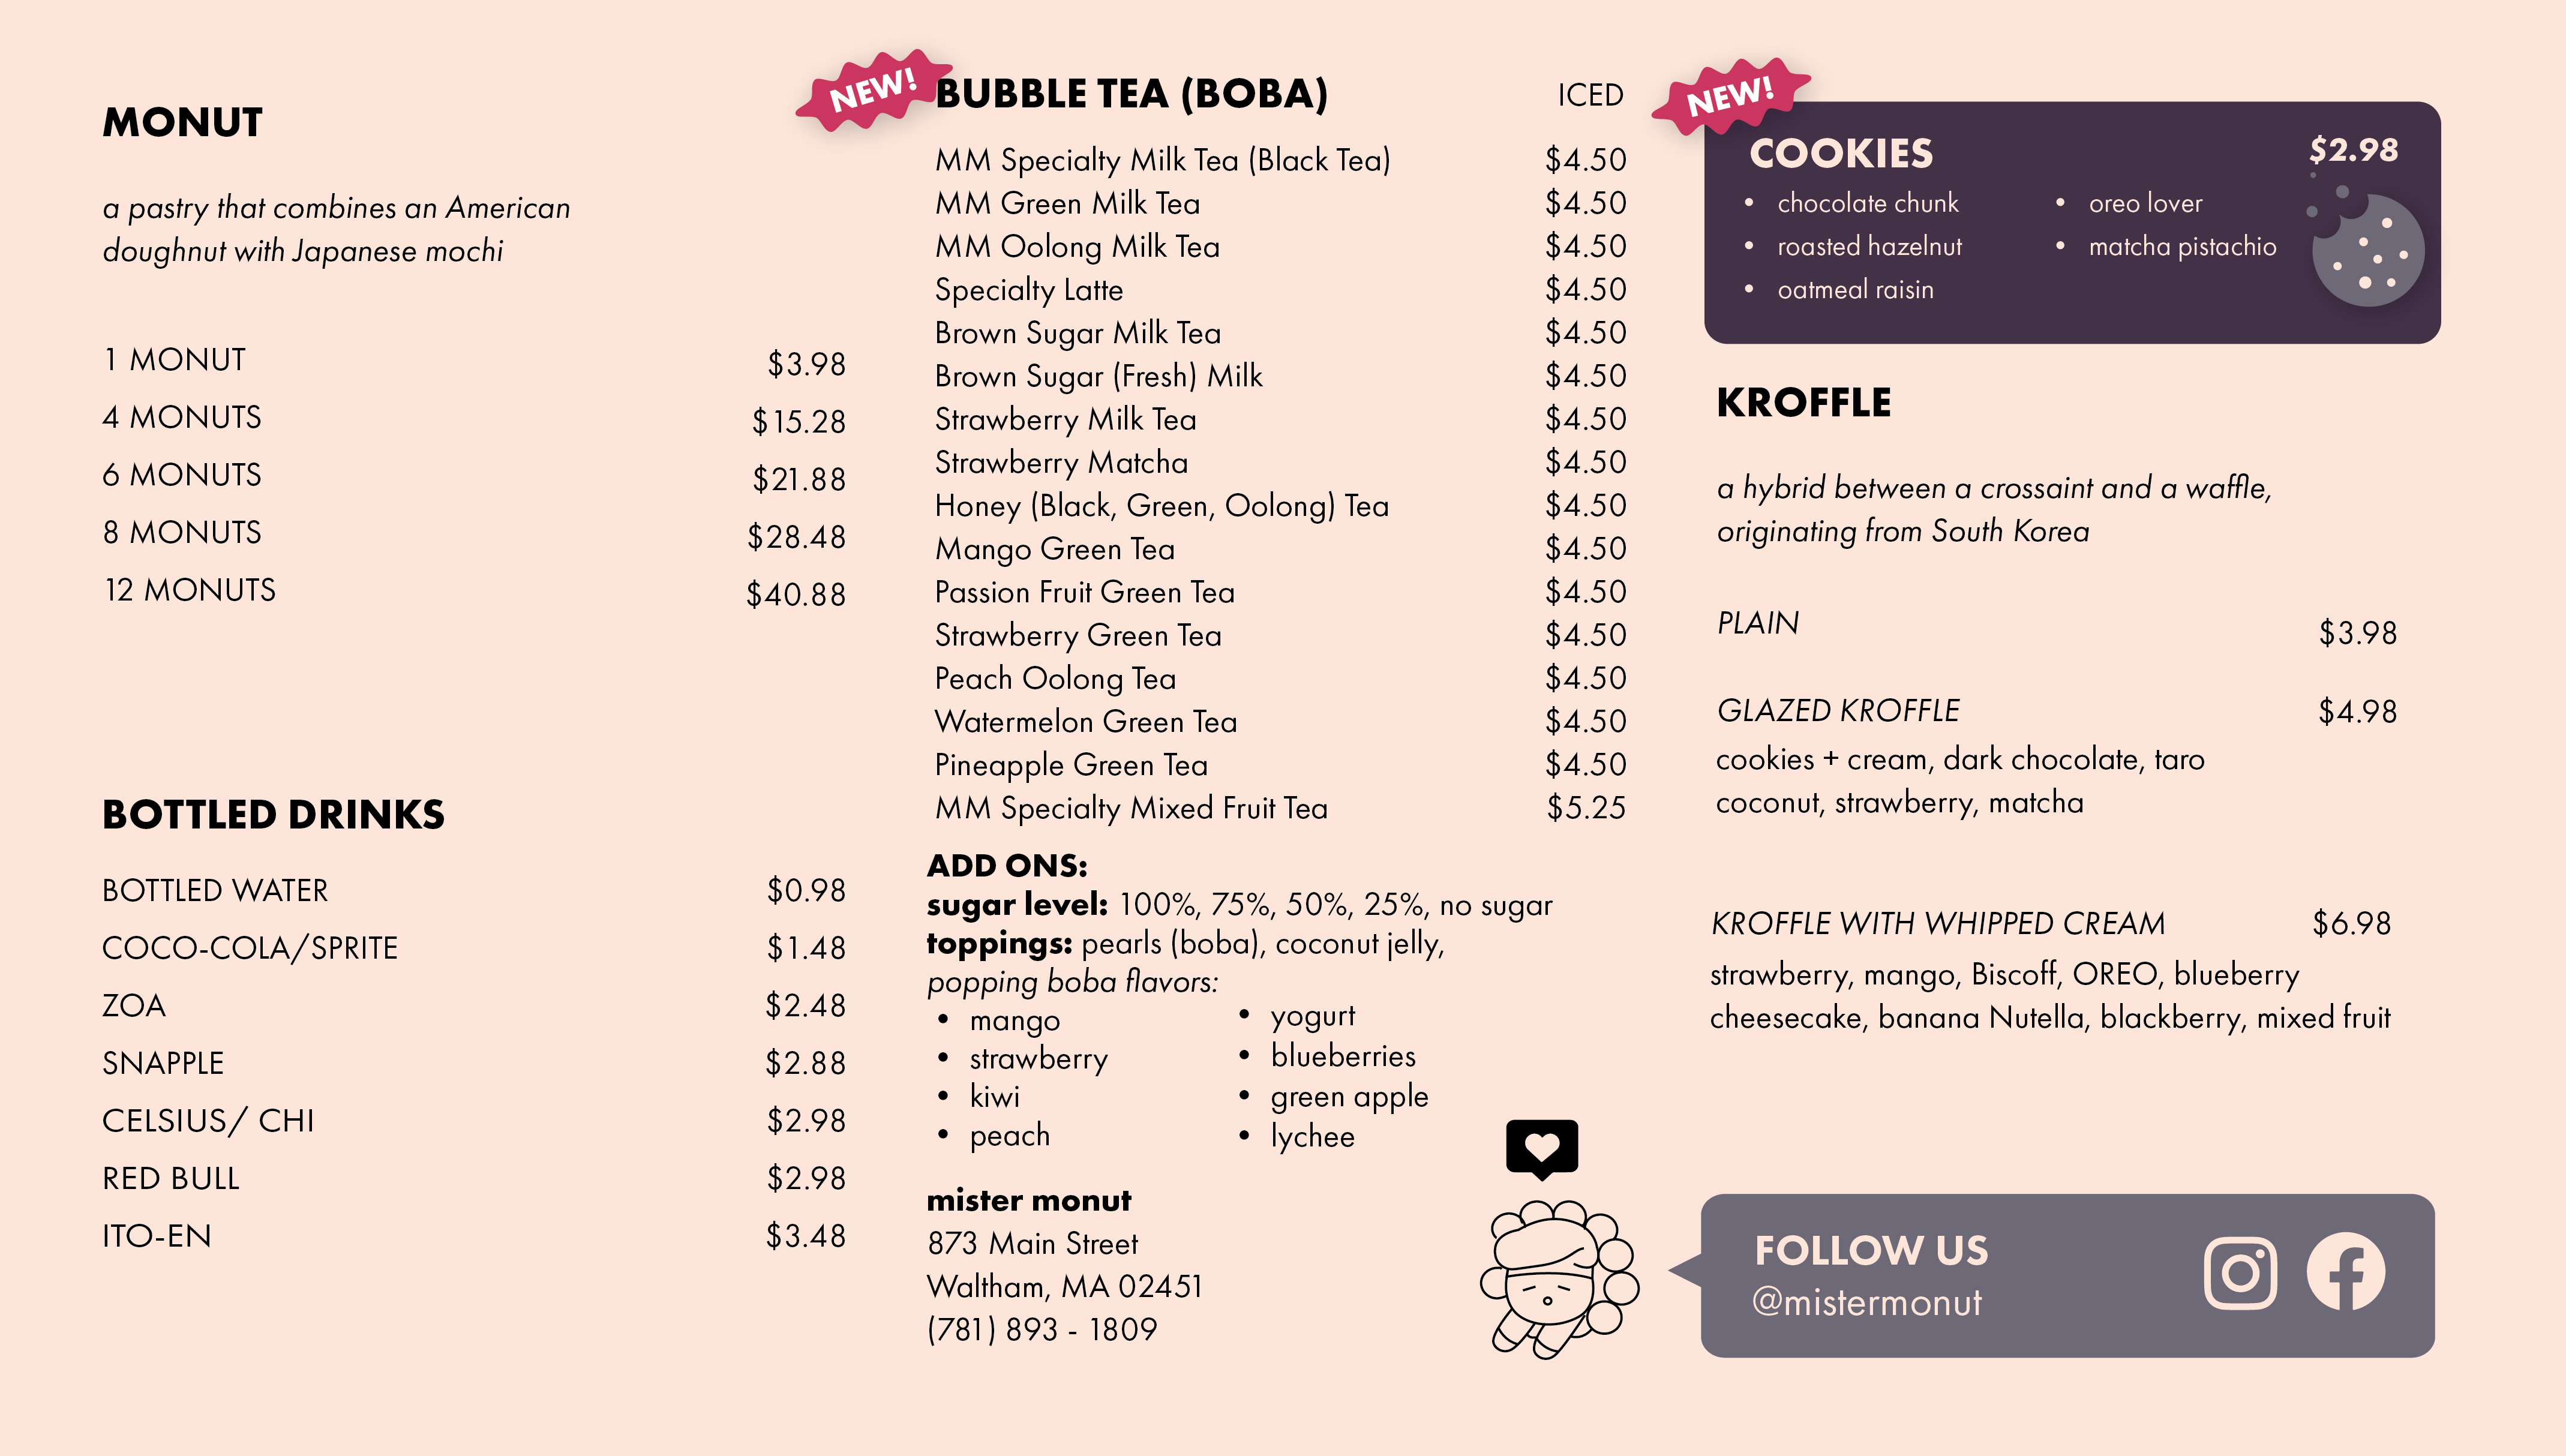 MONUT
a pastry that combines an American
doughnut with Japanese mochi
1 MONUT $3.98
4 MONUTS $15.28
6 MONUTS $21.88
8 MONUTS $28.48
12 MONUTS $40.88
BOTTLED DRINKS
BOTTLED WATER $0.98
COCO-COLA/SPRITE $1.48
ZOA $2.48
SNAPPLE $2.88
CELSIUS/ CHI $2.98
RED BULL $2.98
ITO-EN $3.48
NEW!
BUBBLE TEA (BOBA) ICED
MM Specialty Milk Tea (Black Tea) $4.50
MM Green Milk Tea $4.50
MM Oolong Milk Tea $4.50
Specialty Latte $4.50
Brown Sugar Milk Tea $4.50
Brown Sugar (Fresh) Milk $4.50
Strawberry Milk Tea $4.50
Strawberry Matcha $4.50
Honey (Black, Green, Oolong) Tea $4.50
Mango Green Tea $4.50
Passion Fruit Green Tea $4.50
Strawberry Green Tea $4.50
Peach Oolong Tea $4.50
Watermelon Green Tea $4.50
Pineapple Green Tea $4.50
MM Specialty Mixed Fruit Tea $5.25
ADD ONS:
sugar level: 100%, 75%, 50%, 25%, no sugar
toppings: pearls (boba), coconut jelly,
popping boba flavors:
• mango
• strawberry
• kiwi
• peach
• yogurt
• blueberries
• green apple
• lychee
mister monut
873 Main Street
Waltham, MA 02451
(781) 893 - 1809
NEW!
COOKIES $2.98
• chocolate chunk
• roasted hazelnut
• oatmeal raisin
• oreo lover
• matcha pistachio
KROFFLE
a hybrid between a crossaint and a waffle,
originating from South Korea
PLAIN $3.98
GLAZED KROFFLE $4.98
cookies + cream, dark chocolate, taro
coconut, strawberry, matcha
KROFFLE WITH WHIPPED CREAM $6.98
strawberry, mango, Biscoff, OREO, blueberry
cheesecake, banana Nutella, blackberry, mixed fruit
FOLLOW US
@mistermonut